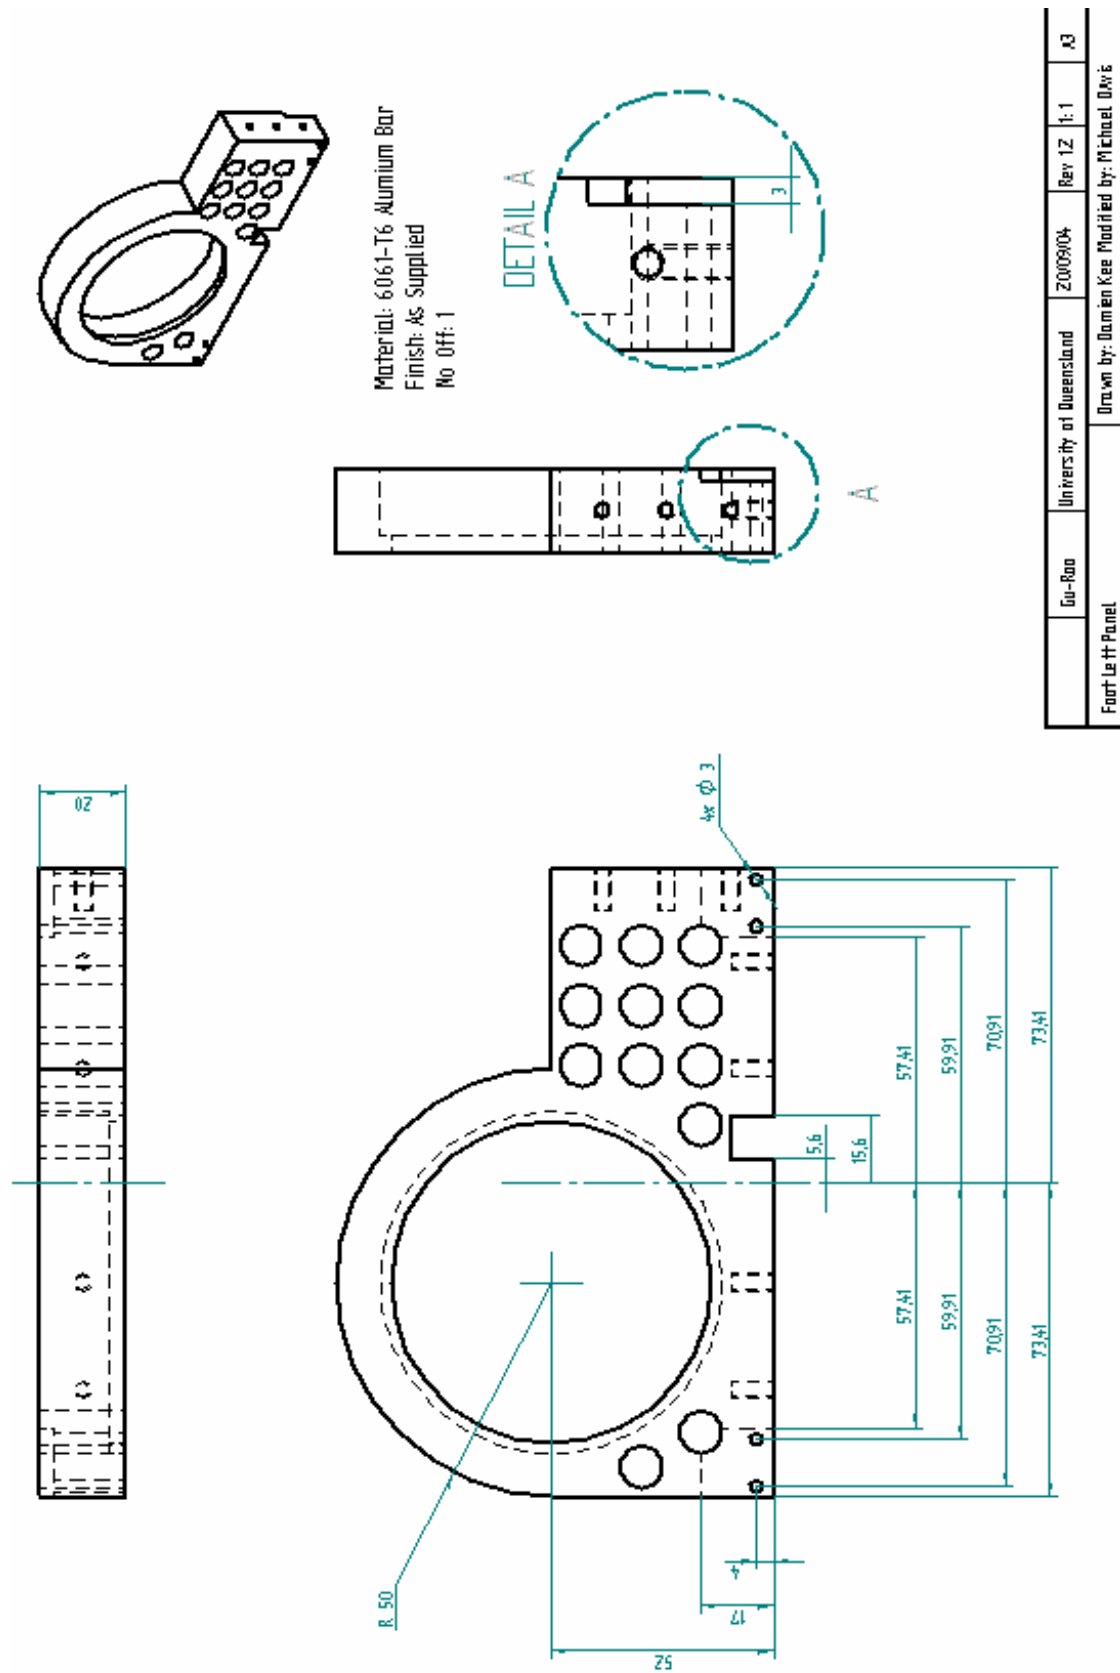 Material: 6061-T6 Alumium Bar
Finish: As Supplied
No Off: 1
DETAIL A
3
A
20
4x Φ 3
R 50
52
17
4
5,6
15,6
57,41
57,41
59,91
59,91
70,91
70,91
73,41
73,41
Gu-Roo
University of Queensland
20/09/04
Rev 12
1:1
A3
Foot Left Panel
Drawn by: Damien Kee Modified by: Michael Davis